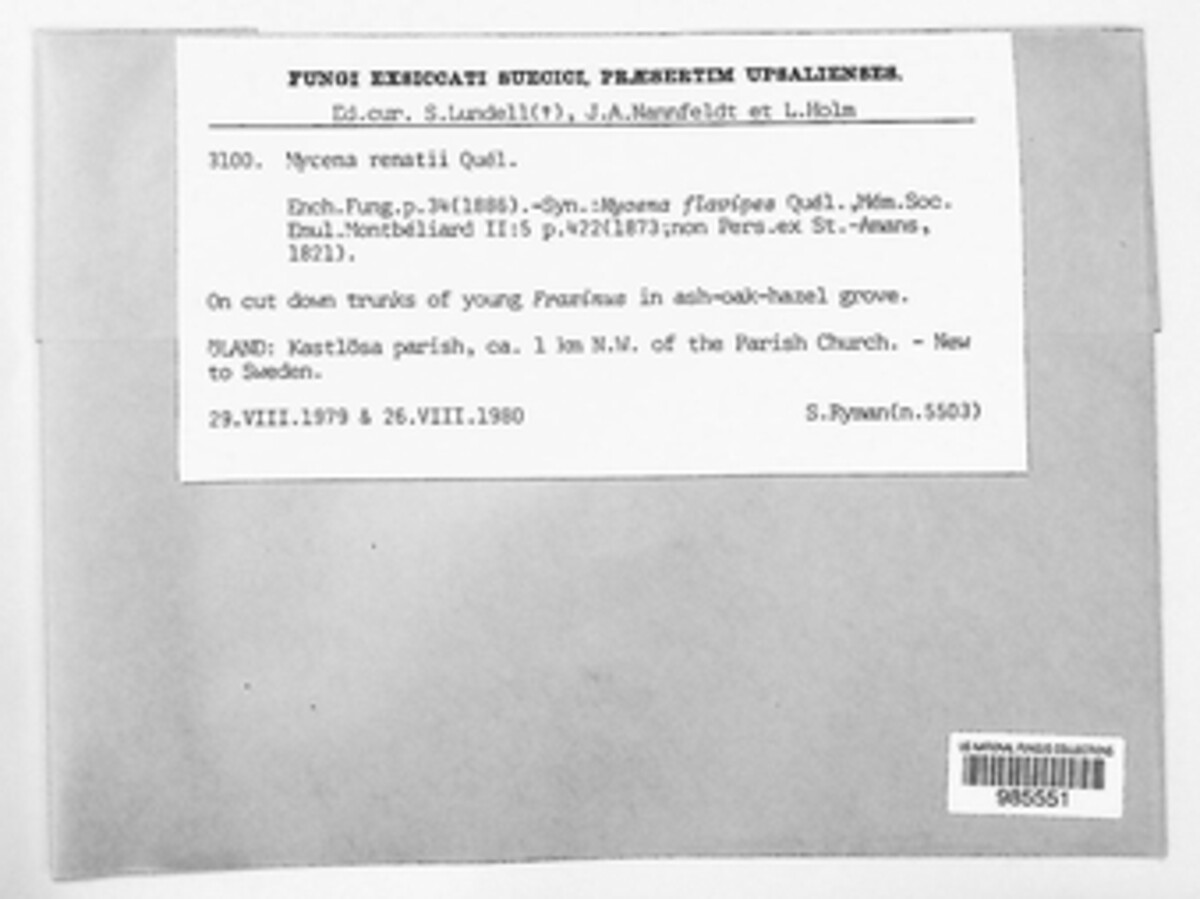 FUNGI EXSICCATI SUECICI, PRÆSERTIM UPSALIENSES.
Ed.cur. S.Lundell(†), J.A.Nannfeldt et L.Holm
3100. Mycena renatii Quél.
Ench.Fung.p.34(1886).-Syn.:Mycena flavipes Quél.,Mém.Soc.
Emul.Montbéliard II:5 p.422(1873;non Pers.ex St.-Amans,
1821).
On cut down trunks of young Fraxinus in ash-oak-hazel grove.
ÖLAND: Kastlösa parish, ca. 1 km N.W. of the Parish Church. - New
to Sweden.
29.VIII.1979 & 26.VIII.1980 S.Ryman(n.5503)
US NATIONAL FUNGUS COLLECTIONS
985551